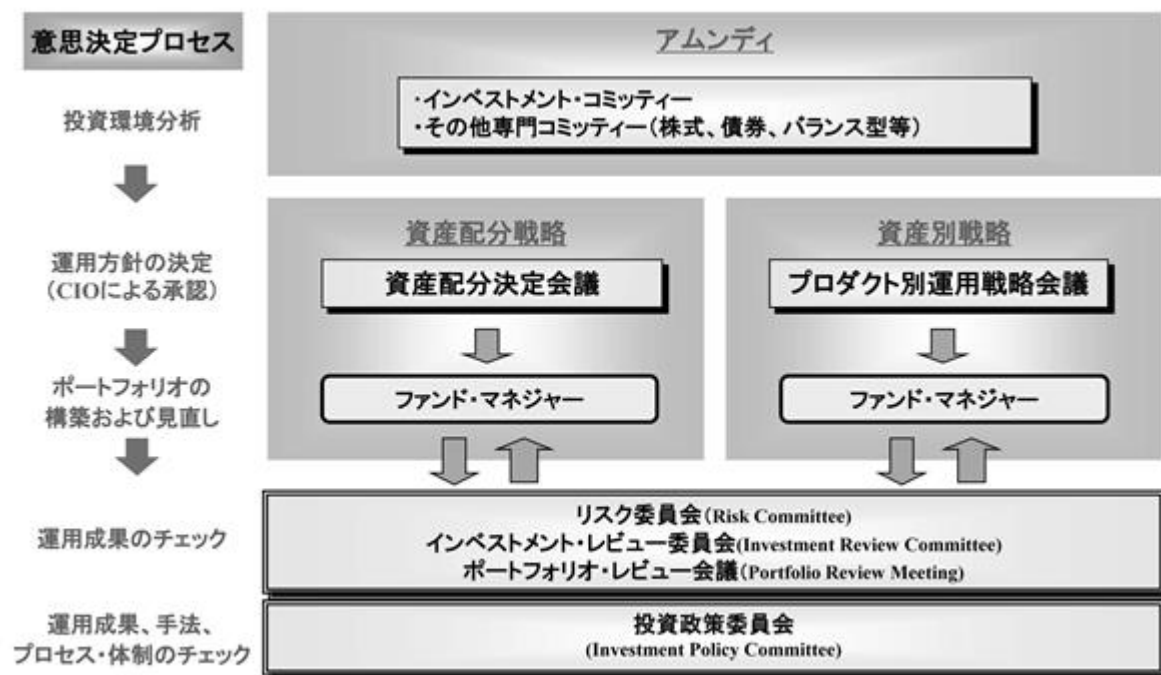 意思決定プロセス
アムンディ
・インベストメント・コミッティー
・その他専門コミッティー(株式、債券、バランス型等)
投資環境分析
資産配分戦略
資産別戦略
運用方針の決定
(CIOによる承認)
資産配分決定会議
プロダクト別運用戦略会議
ポートフォリオの
構築および見直し
ファンド・マネジャー
ファンド・マネジャー
運用成果のチェック
リスク委員会(Risk Committee)
インベストメント・レビュー委員会(Investment Review Committee)
ポートフォリオ・レビュー会議(Portfolio Review Meeting)
運用成果、手法、
プロセス・体制のチェック
投資政策委員会
(Investment Policy Committee)